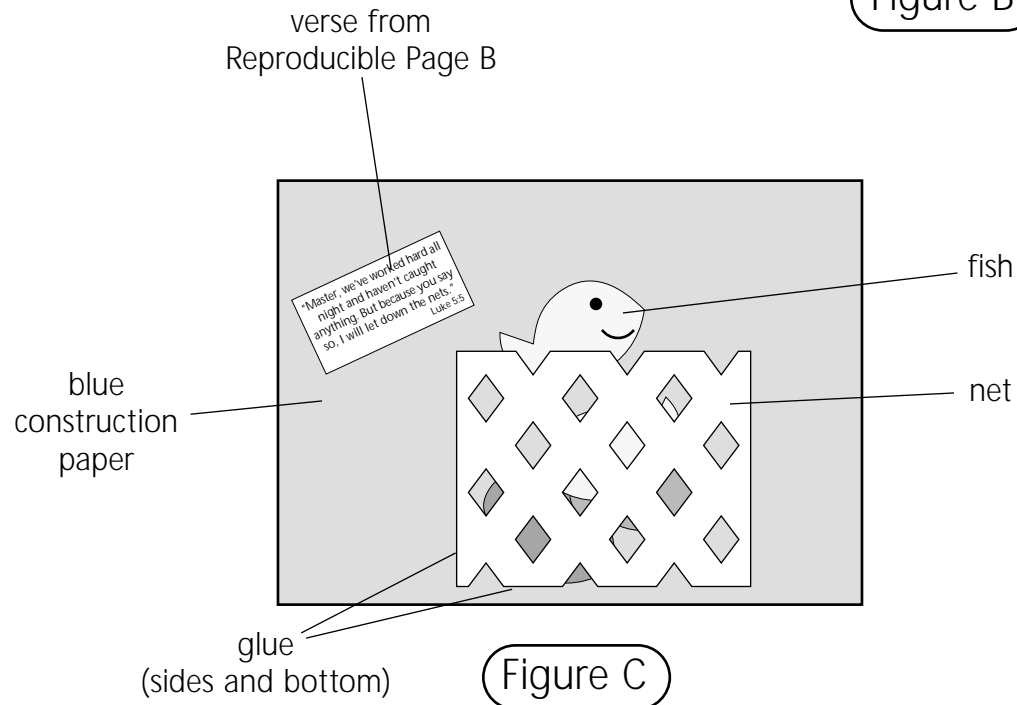 Figure B
verse from
Reproducible Page B
"Master, we've worked hard all
night and haven't caught
anything. But because you say
so, I will let down the nets."
Luke 5:5
fish
net
blue
construction
paper
glue
(sides and bottom)
Figure C